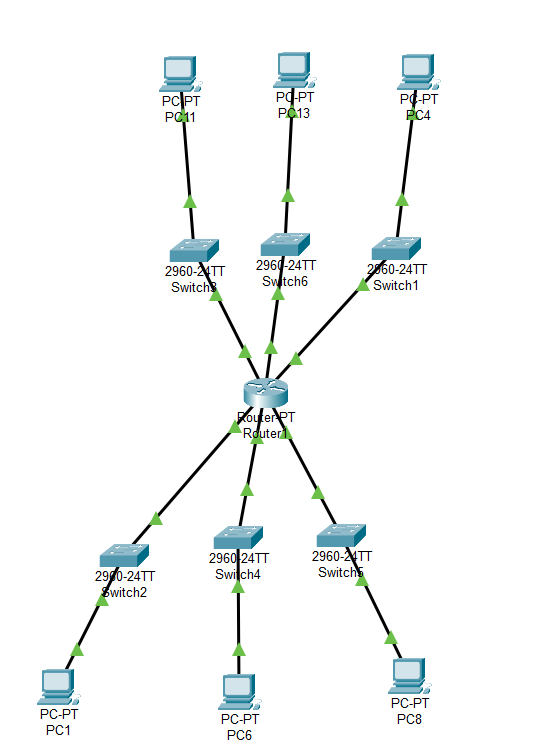 PC-PT
PC11
PC-PT
PC13
PC-PT
PC4
2960-24TT
Switch3
2960-24TT
Switch6
2960-24TT
Switch1
Router-PT
Router1
2960-24TT
Switch2
2960-24TT
Switch4
2960-24TT
Switch5
PC-PT
PC1
PC-PT
PC6
PC-PT
PC8